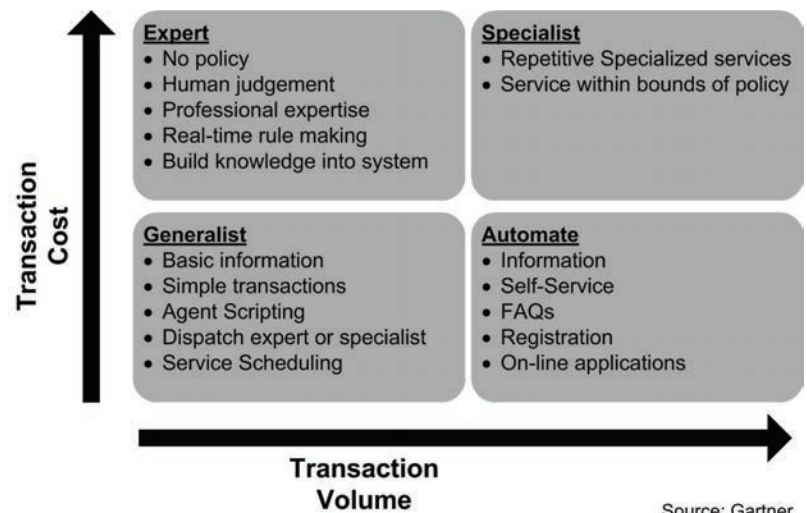 Transaction
Cost
Expert
• No policy
• Human judgement
• Professional expertise
• Real-time rule making
• Build knowledge into system
Specialist
• Repetitive Specialized services
• Service within bounds of policy
Generalist
• Basic information
• Simple transactions
• Agent Scripting
• Dispatch expert or specialist
• Service Scheduling
Automate
• Information
• Self-Service
• FAQs
• Registration
• On-line applications
Transaction
Volume
Source: Gartner